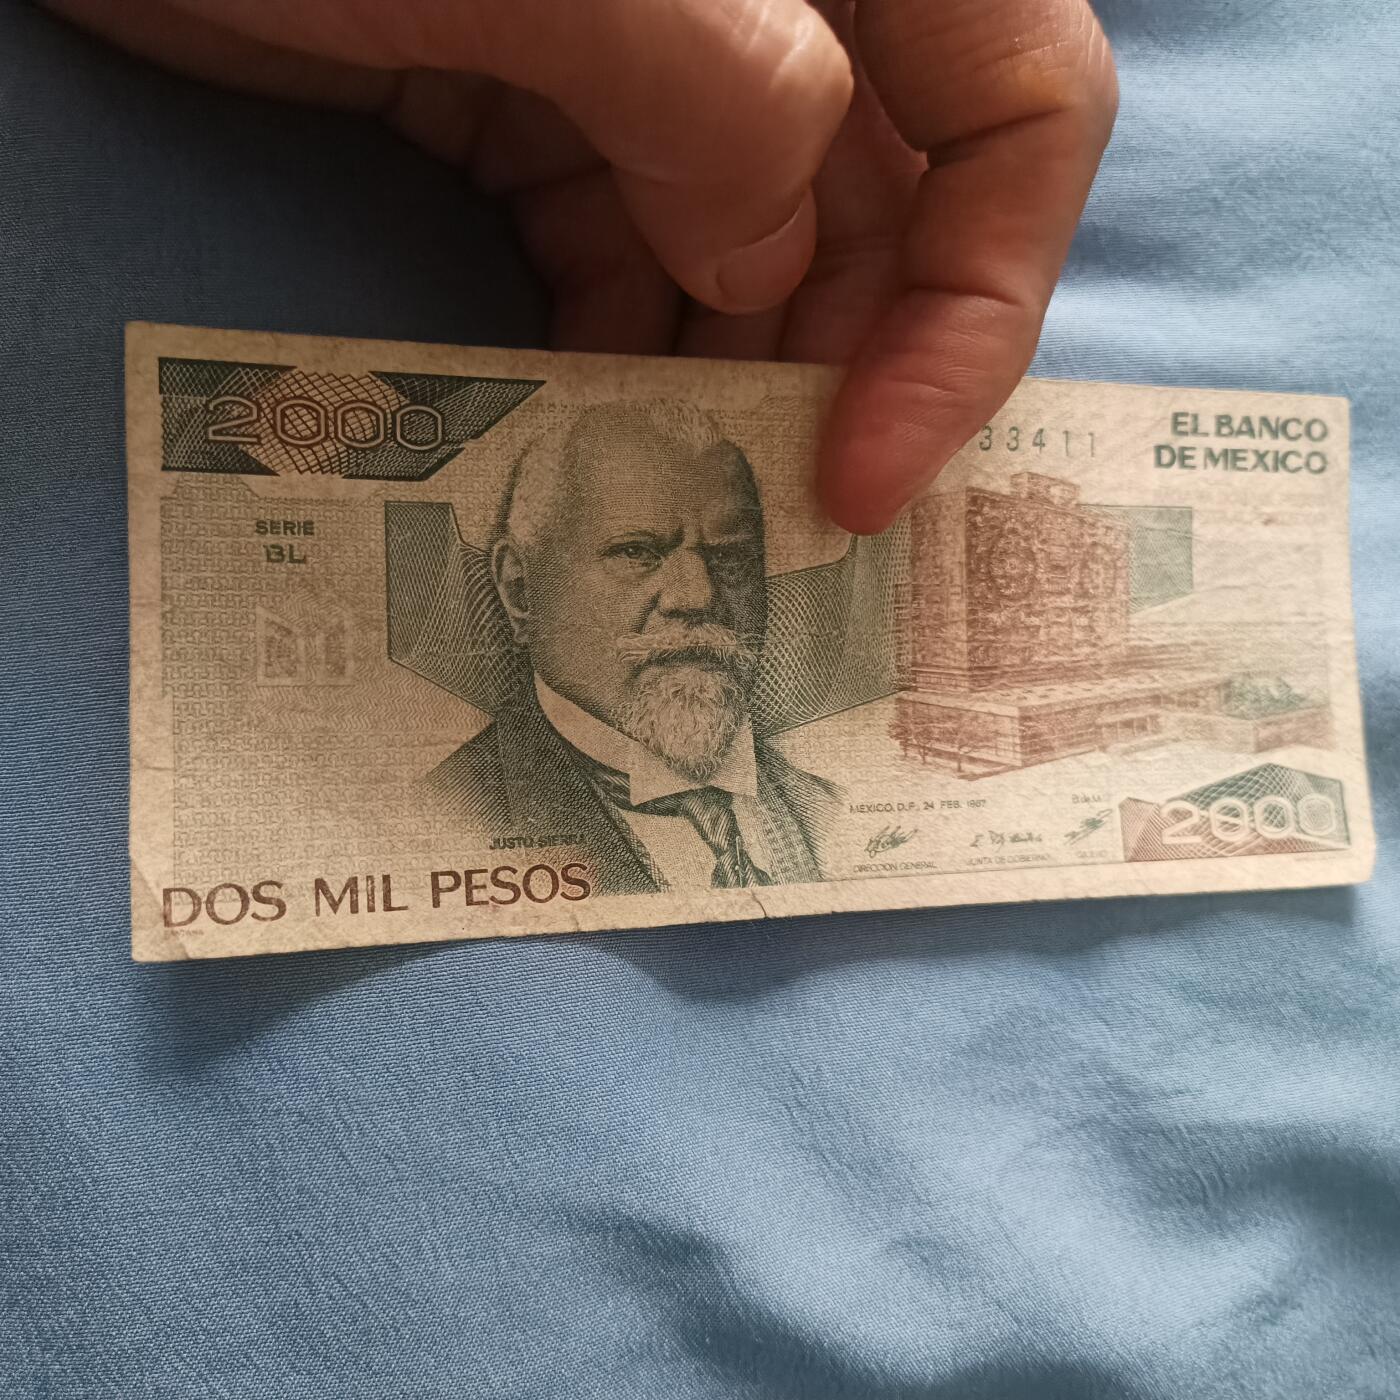 2000
33411
EL BANCO
DE MEXICO
SERIE
BL
MEXICO, D.F., 24 FEB. 1987
2000
JUSTO SIERRA
DIRECCION GENERAL
JUNTA DE GOBIERNO
DOS MIL PESOS